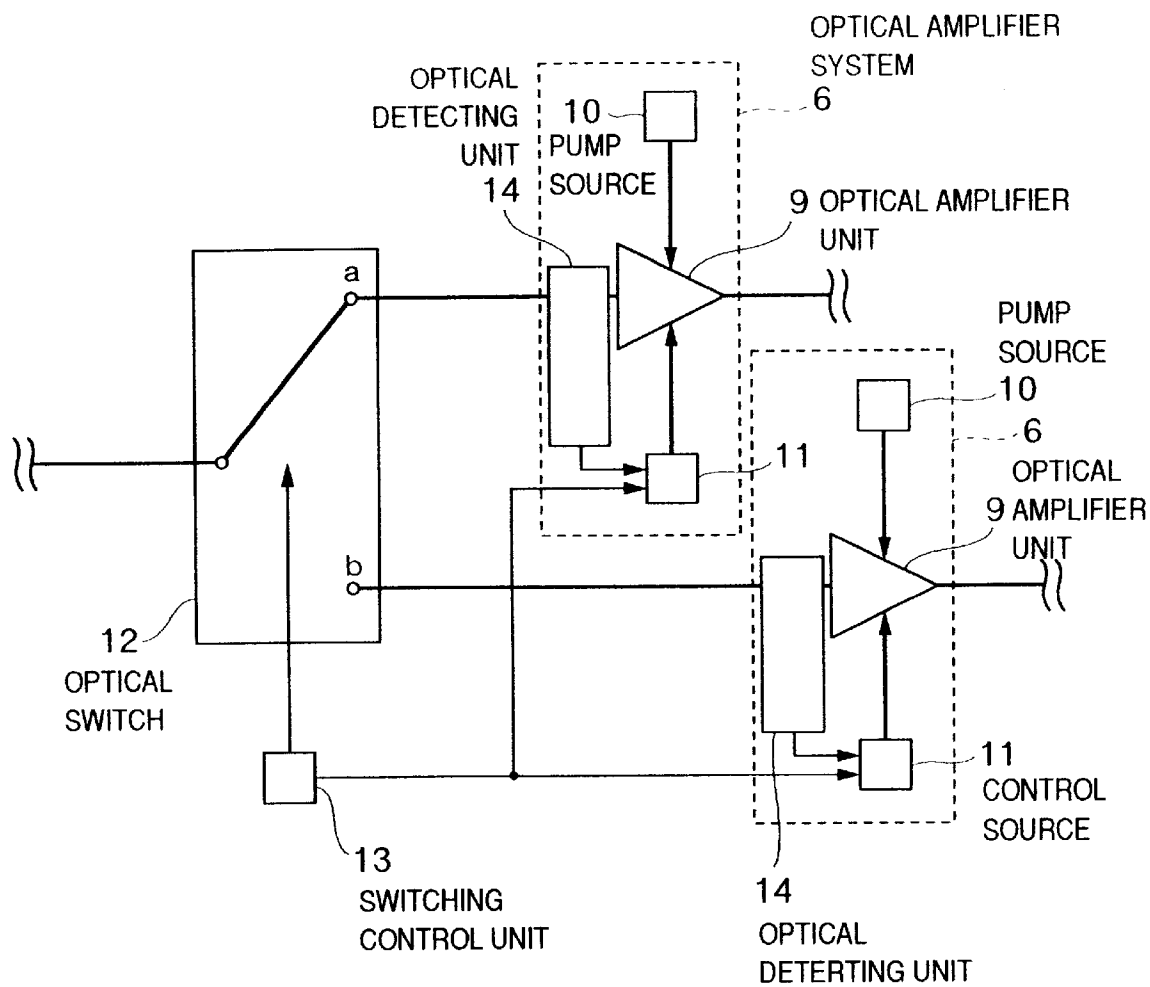 OPTICAL AMPLIFIER
SYSTEM
6
OPTICAL
DETECTING
UNIT
14
10
PUMP
SOURCE
9 OPTICAL AMPLIFIER
UNIT
a
PUMP
SOURCE
10
6
11
OPTICAL
9 AMPLIFIER
UNIT
b
12
OPTICAL
SWITCH
11
CONTROL
SOURCE
13
SWITCHING
CONTROL UNIT
14
OPTICAL
DETERTING UNIT